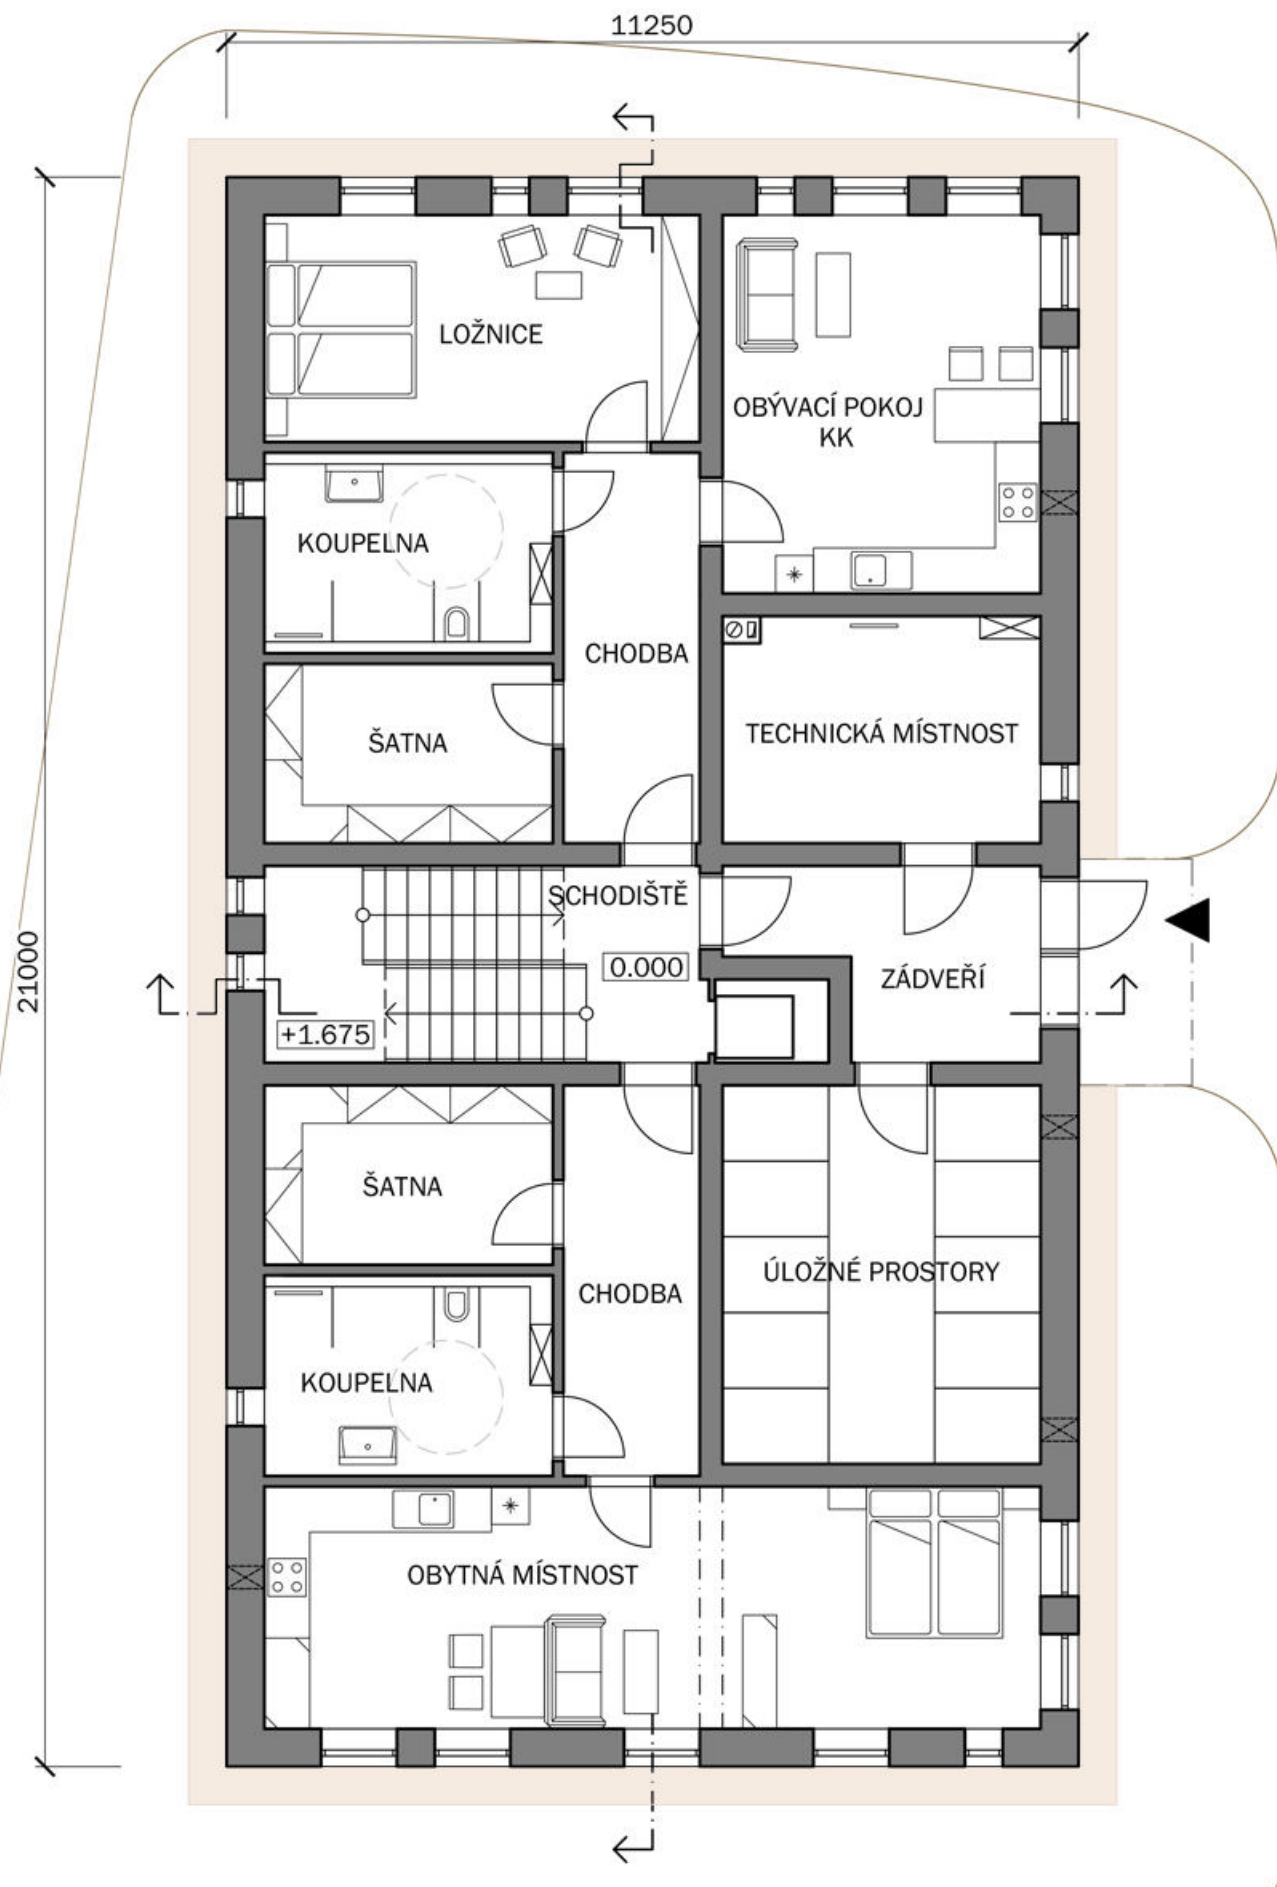 11250
21000
LOŽNICE
OBÝVACÍ POKOJ
KK
KOUPELNA
CHODBA
ŠATNA
TECHNICKÁ MÍSTNOST
SCHODIŠTĚ
0.000
ZÁDVEŘÍ
+1.675
ŠATNA
ÚLOŽNÉ PROSTORY
CHODBA
KOUPELNA
OBYTNÁ MÍSTNOST